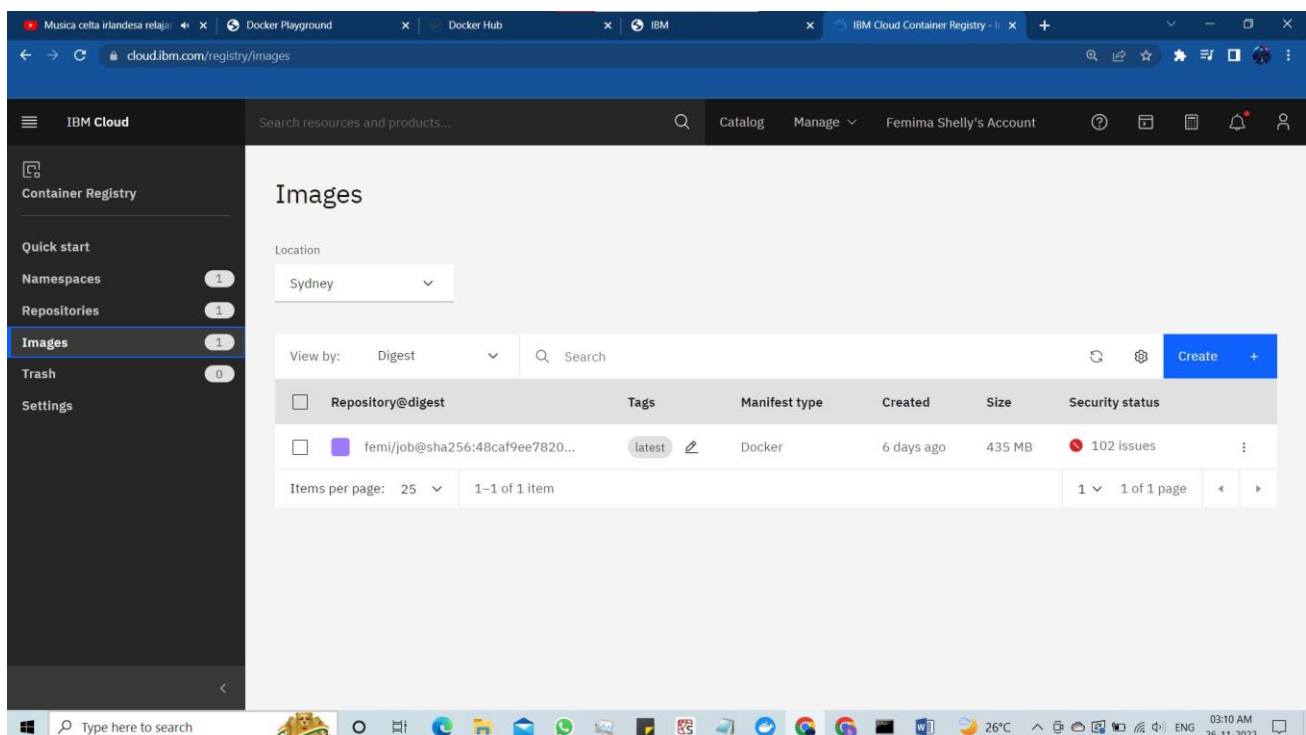 Musica celta irlandesa relaja
Docker Playground
Docker Hub
IBM
IBM Cloud Container Registry - I
cloud.ibm.com/registry/images
IBM Cloud
Search resources and products...
Catalog
Manage
Femima Shelly's Account
Container Registry
Quick start
Namespaces 1
Repositories 1
Images 1
Trash 0
Settings
Images
Location
Sydney
View by: Digest
Search
Create +
Repository@digest Tags Manifest type Created Size Security status
femi/job@sha256:48caf9ee7820... latest Docker 6 days ago 435 MB 102 issues
Items per page: 25 1–1 of 1 item 1 1 of 1 page
Type here to search
26°C
ENG
03:10 AM
26-11-2022